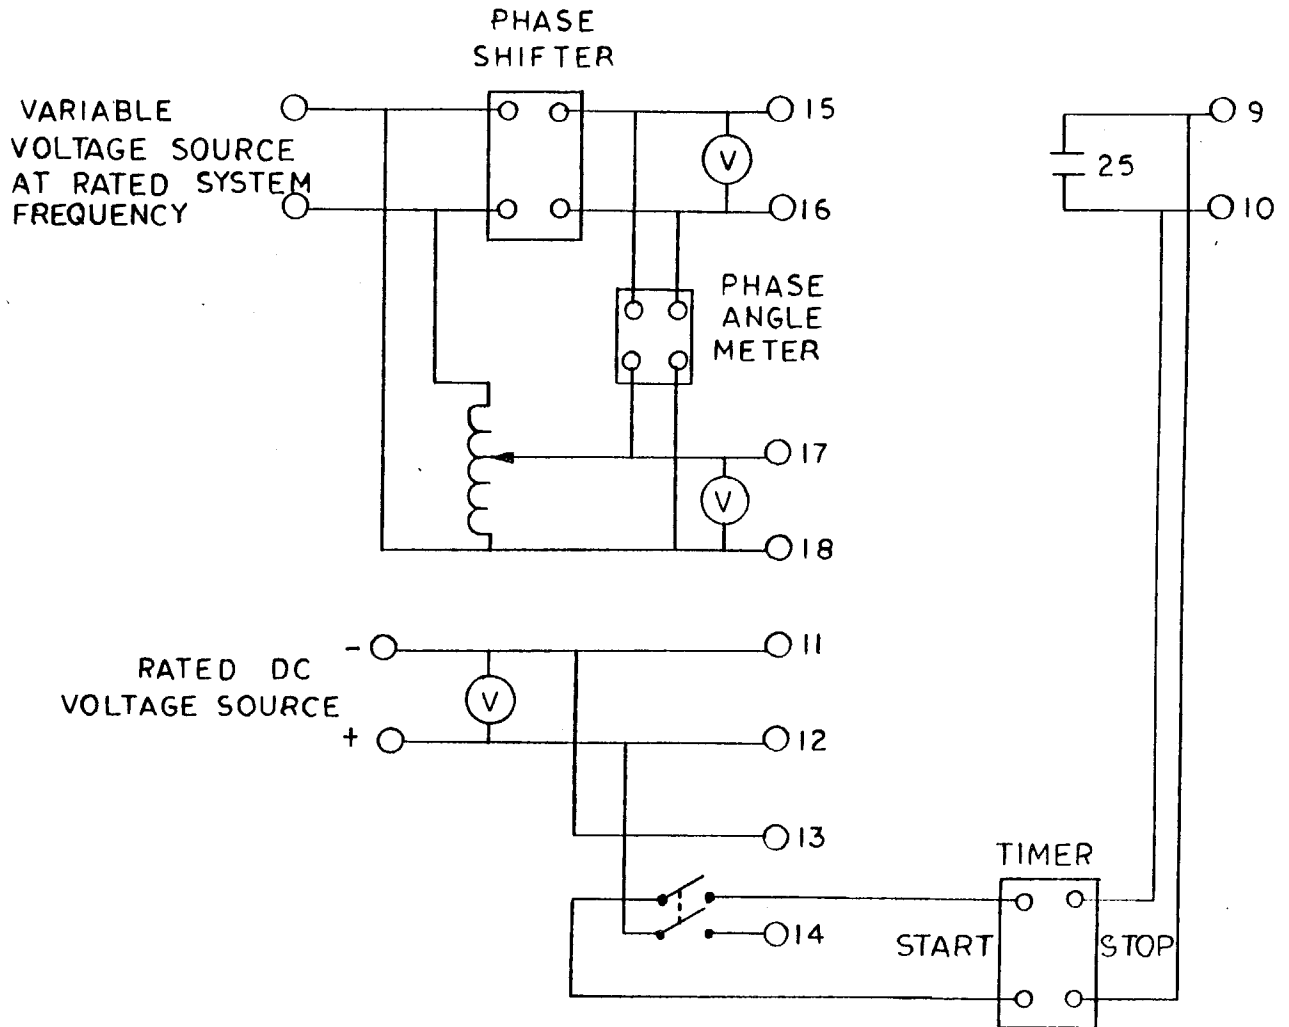 PHASE
SHIFTER
VARIABLE
VOLTAGE SOURCE
AT RATED SYSTEM
FREQUENCY
15
V
16
9
25
10
PHASE
ANGLE
METER
17
V
18
- 11
RATED DC
VOLTAGE SOURCE
V
+ 12
13
TIMER
14
START
STOP